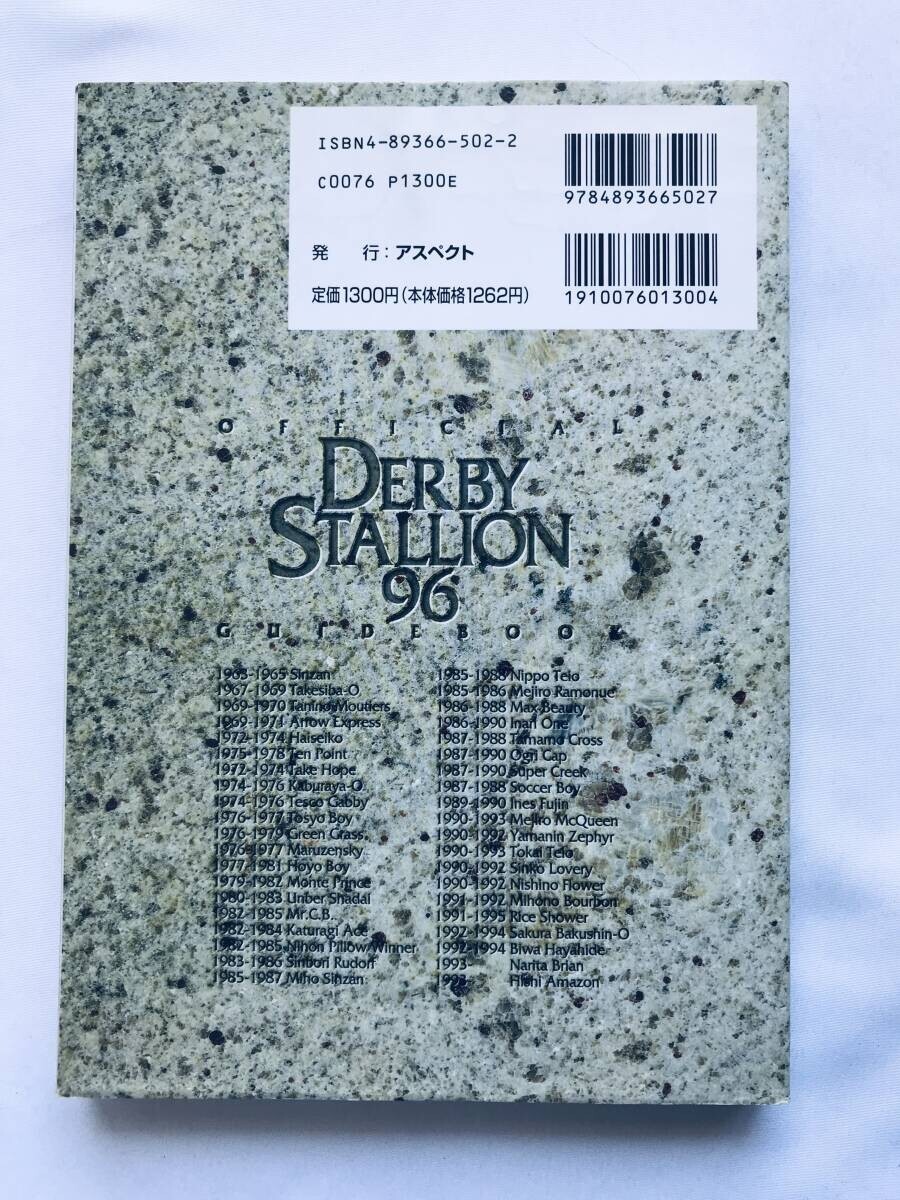 ISBN4-89366-502-2
C0076 P1300E
9784893665027
発　行：アスペクト
定価1300円(本体価格1262円)
1910076013004
OFFICIAL
DERBY
STALLION
96
GUIDEBOOK
1963-1965 Sinzan
1967-1969 Takesiba-O
1969-1970 Tanino Moutiers
1969-1971 Arrow Express
1972-1974 Haiseiko
1975-1978 Ten Point
1972-1974 Take Hope
1974-1976 Kaburaya-O
1974-1976 Tesco Gabby
1976-1977 Tosyo Boy
1976-1979 Green Grass
1976-1977 Maruzensky
1977-1981 Hoyo Boy
1979-1982 Monte Prince
1980-1983 Unber Shadai
1982-1985 Mr.C.B.
1982-1984 Katuragi Ace
1982-1985 Nihon Pillow Winner
1983-1986 Sinbori Rudorf
1985-1987 Miho Sinzan
1985-1988 Nippo Teio
1985-1986 Mejiro Ramonue
1986-1988 Max Beauty
1986-1990 Inari One
1987-1988 Tamamo Cross
1987-1990 Ogri Cap
1987-1990 Super Creek
1987-1988 Soccer Boy
1989-1990 Ines Fujin
1990-1993 Mejiro McQueen
1990-1992 Yamanin Zephyr
1990-1993 Tokai Teio
1990-1992 Sinko Lovery
1990-1992 Nishino Flower
1991-1992 Mihono Bourbon
1991-1995 Rice Shower
1992-1994 Sakura Bakushin-O
1992-1994 Biwa Hayahide
1993- Narita Brian
1993- Hishi Amazon